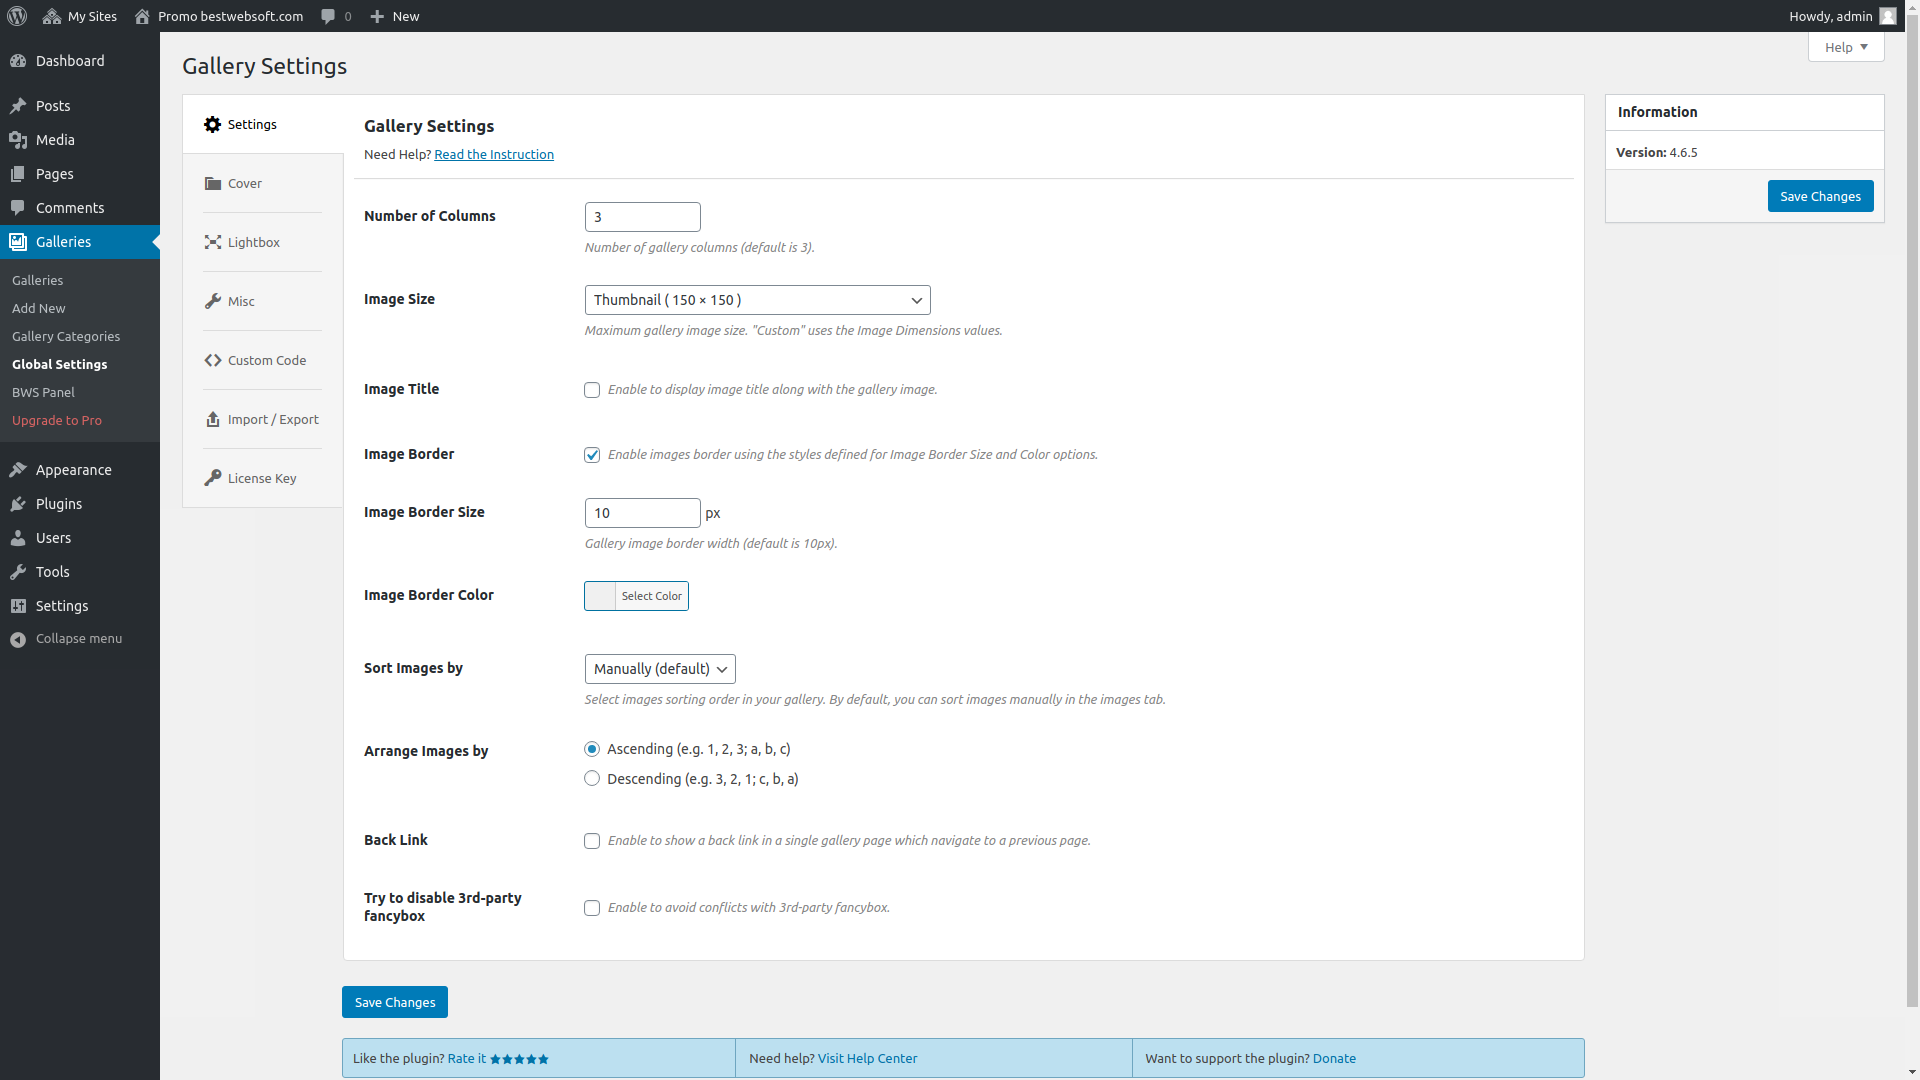 My Sites
Promo bestwebsoft.com
0
New
Howdy, admin
Help
Dashboard
Posts
Media
Pages
Comments
Galleries
Galleries
Add New
Gallery Categories
Global Settings
BWS Panel
Upgrade to Pro
Appearance
Plugins
Users
Tools
Settings
Collapse menu
Gallery Settings
Settings
Cover
Lightbox
Misc
Custom Code
Import / Export
License Key
Gallery Settings
Need Help? Read the Instruction
Number of Columns
3
Number of gallery columns (default is 3).
Image Size
Thumbnail ( 150 × 150 )
Maximum gallery image size. "Custom" uses the Image Dimensions values.
Image Title
Enable to display image title along with the gallery image.
Image Border
Enable images border using the styles defined for Image Border Size and Color options.
Image Border Size
10 px
Gallery image border width (default is 10px).
Image Border Color
Select Color
Sort Images by
Manually (default)
Select images sorting order in your gallery. By default, you can sort images manually in the images tab.
Arrange Images by
Ascending (e.g. 1, 2, 3; a, b, c)
Descending (e.g. 3, 2, 1; c, b, a)
Back Link
Enable to show a back link in a single gallery page which navigate to a previous page.
Try to disable 3rd-party
fancybox
Enable to avoid conflicts with 3rd-party fancybox.
Save Changes
Like the plugin? Rate it
Need help? Visit Help Center
Want to support the plugin? Donate
Information
Version: 4.6.5
Save Changes